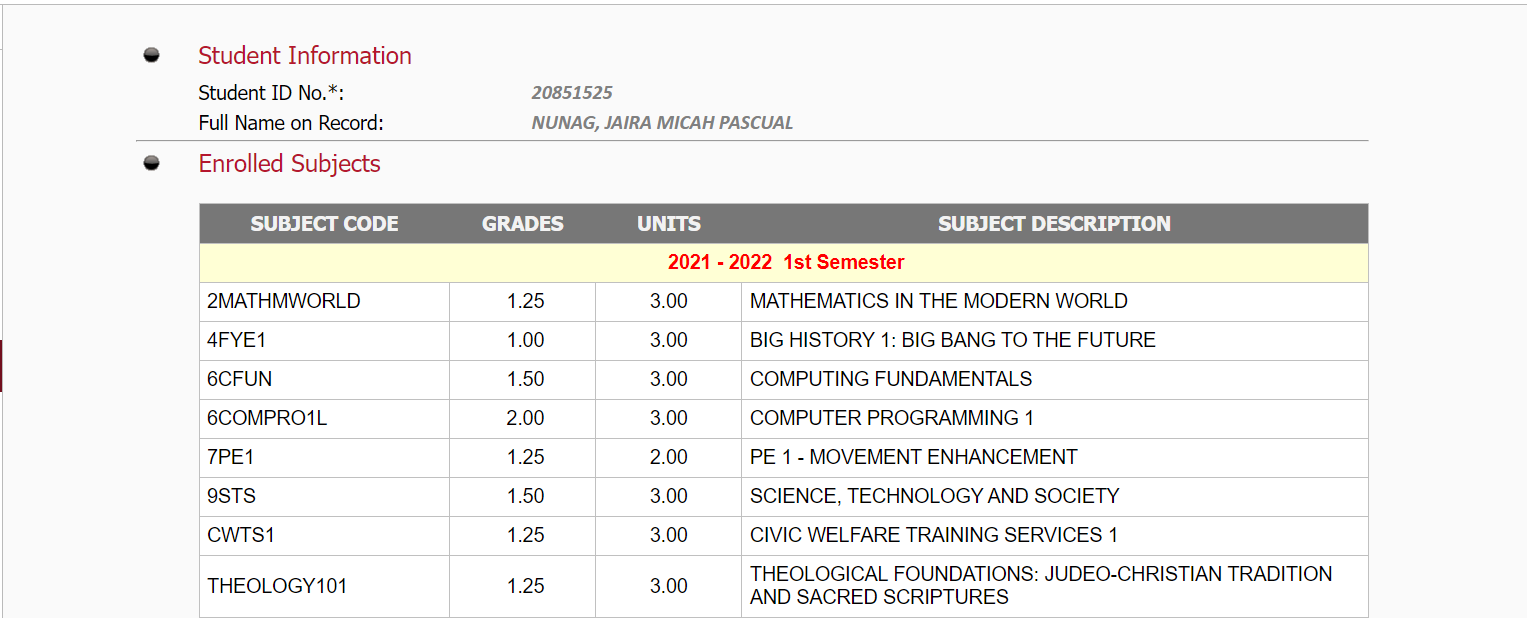 Student Information
Student ID No.*: 20851525
Full Name on Record: NUNAG, JAIRA MICAH PASCUAL
Enrolled Subjects
SUBJECT CODE GRADES UNITS SUBJECT DESCRIPTION
2021 - 2022 1st Semester
2MATHMWORLD 1.25 3.00 MATHEMATICS IN THE MODERN WORLD
4FYE1 1.00 3.00 BIG HISTORY 1: BIG BANG TO THE FUTURE
6CFUN 1.50 3.00 COMPUTING FUNDAMENTALS
6COMPRO1L 2.00 3.00 COMPUTER PROGRAMMING 1
7PE1 1.25 2.00 PE 1 - MOVEMENT ENHANCEMENT
9STS 1.50 3.00 SCIENCE, TECHNOLOGY AND SOCIETY
CWTS1 1.25 3.00 CIVIC WELFARE TRAINING SERVICES 1
THEOLOGY101 1.25 3.00 THEOLOGICAL FOUNDATIONS: JUDEO-CHRISTIAN TRADITION
AND SACRED SCRIPTURES